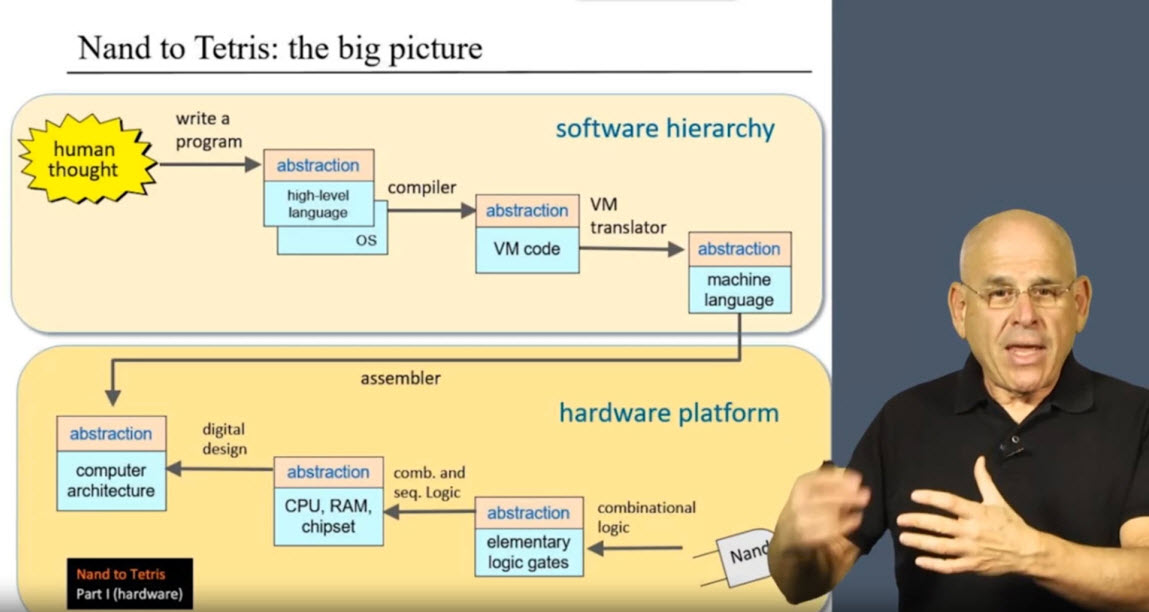 Nand to Tetris: the big picture
software hierarchy
human
thought
write a
program
abstraction
high-level
language
OS
compiler
abstraction
VM code
VM
translator
abstraction
machine
language
assembler
hardware platform
abstraction
computer
architecture
digital
design
abstraction
CPU, RAM,
chipset
comb. and
seq. Logic
abstraction
elementary
logic gates
combinational
logic
Nand
Nand to Tetris
Part I (hardware)